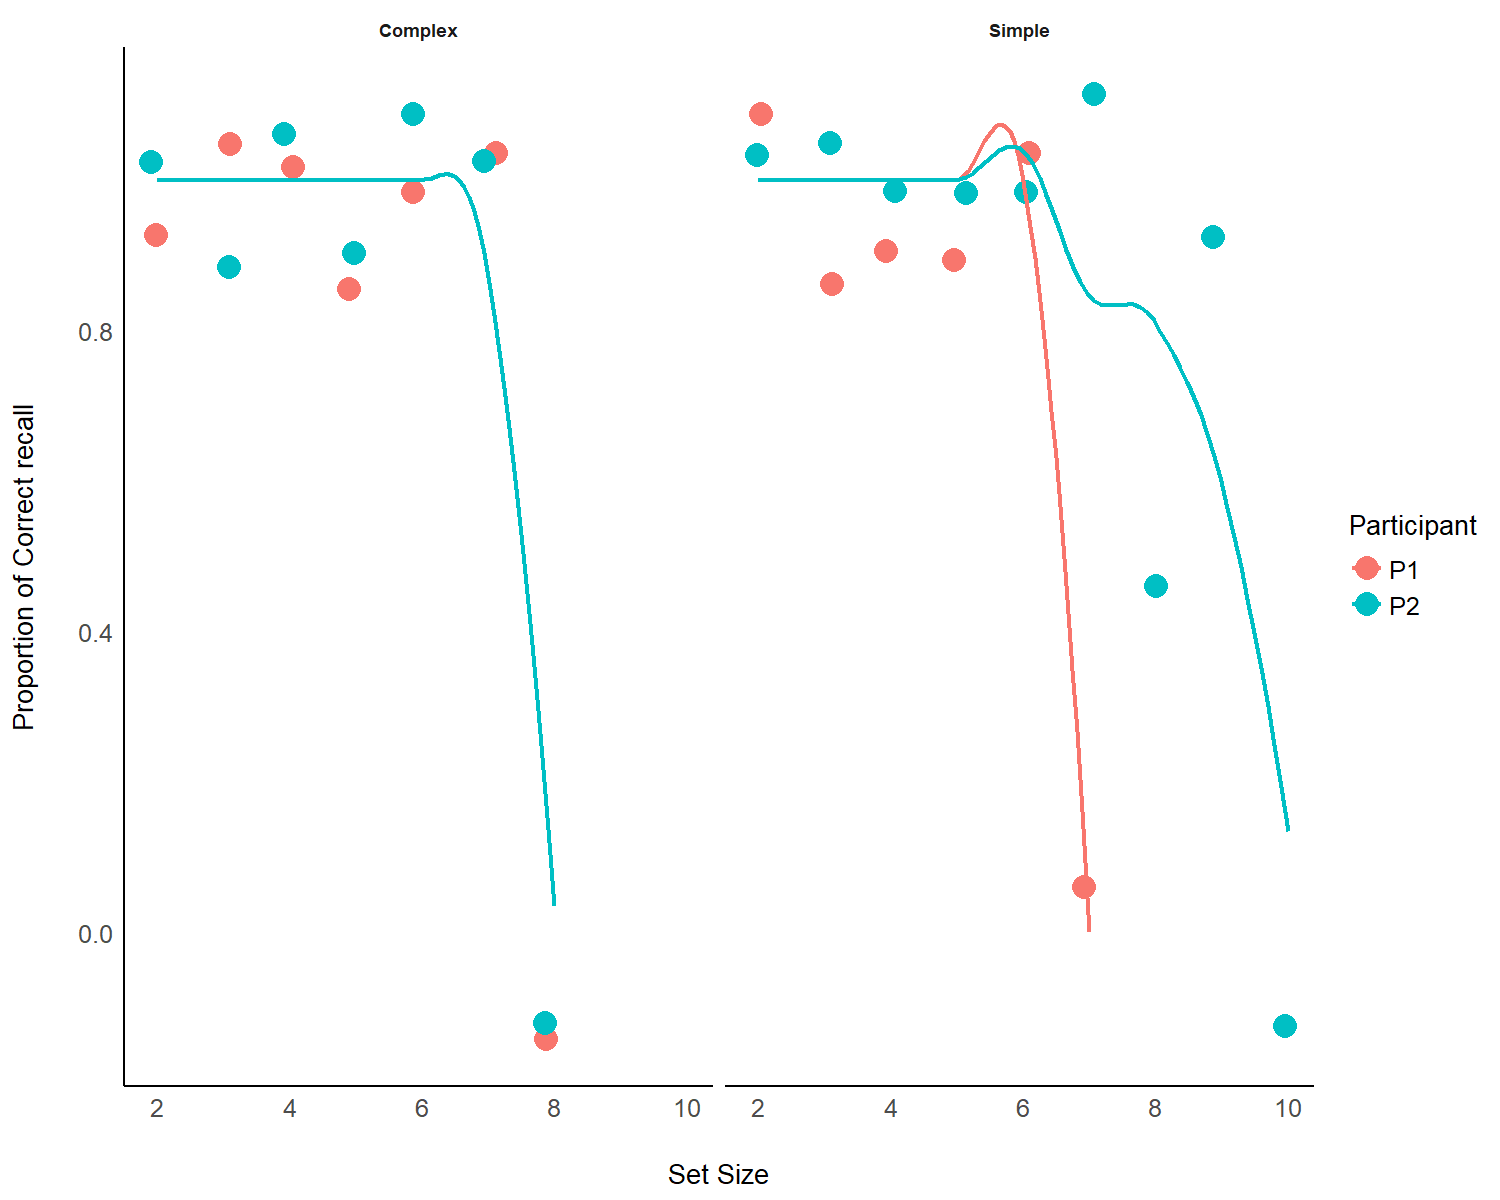 Complex
Simple
Proportion of Correct recall
0.8
0.4
0.0
2 4 6 8 10
2 4 6 8 10
Set Size
Participant
P1
P2